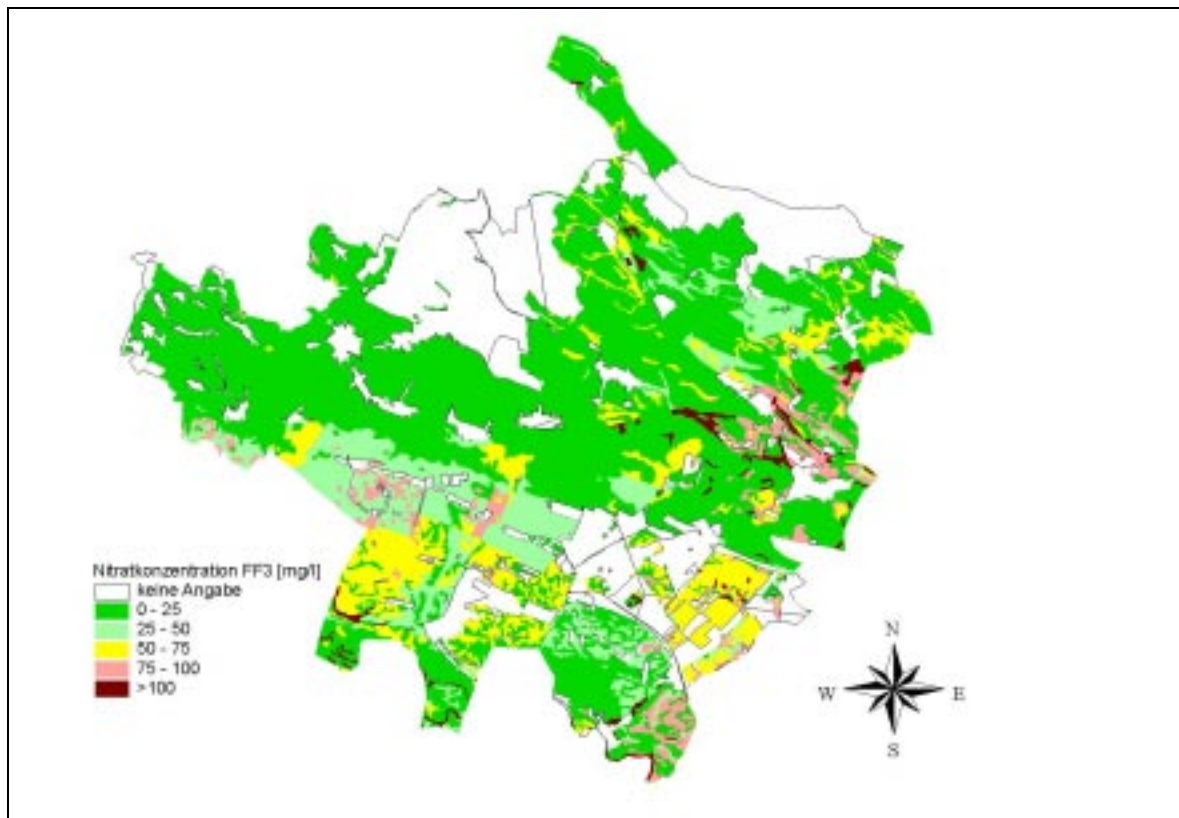 Nitratkonzentration FF3 [mg/l]
keine Angabe
0 - 25
25 - 50
50 - 75
75 - 100
>100
N
W
E
S